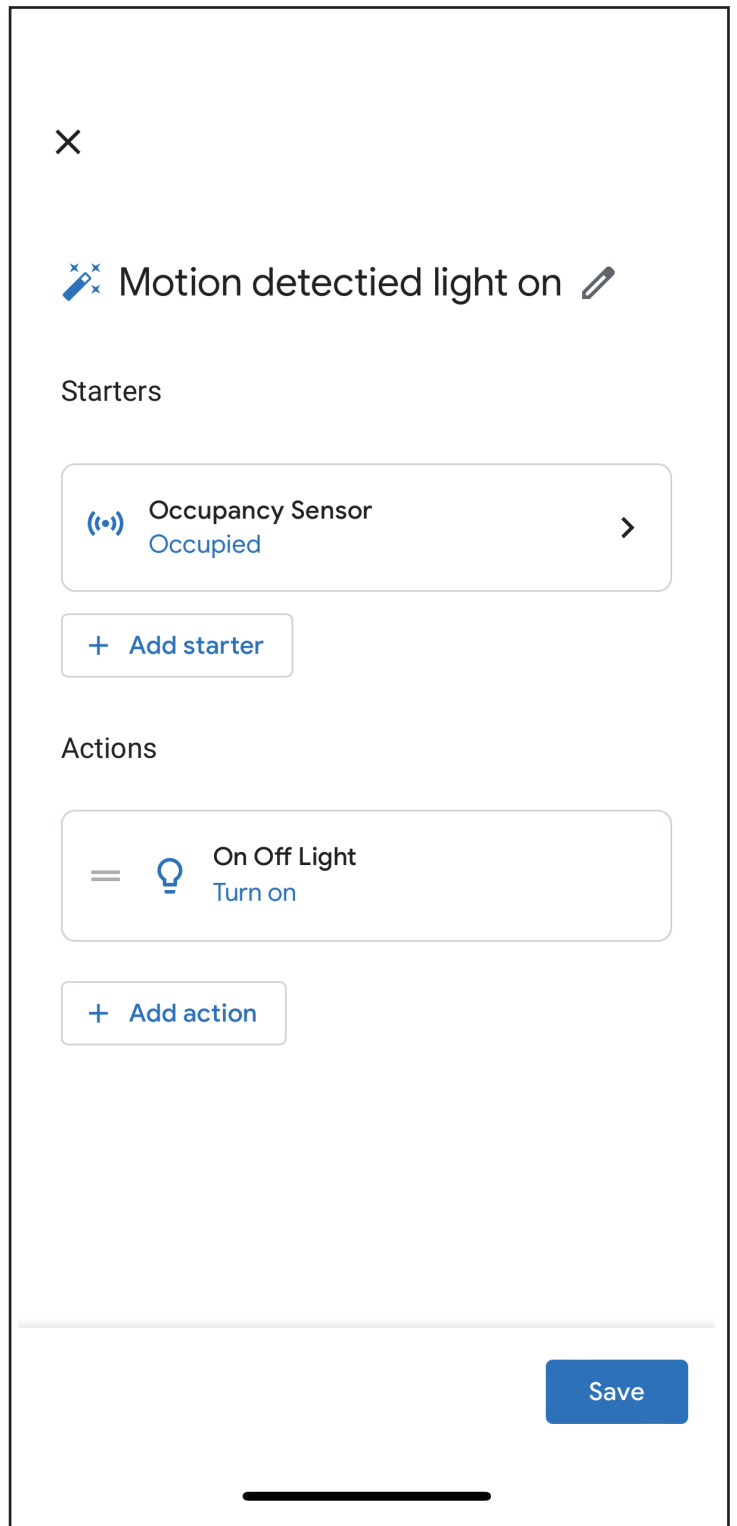 Motion detectied light on
Starters
Occupancy Sensor
Occupied
+ Add starter
Actions
On Off Light
Turn on
+ Add action
Save